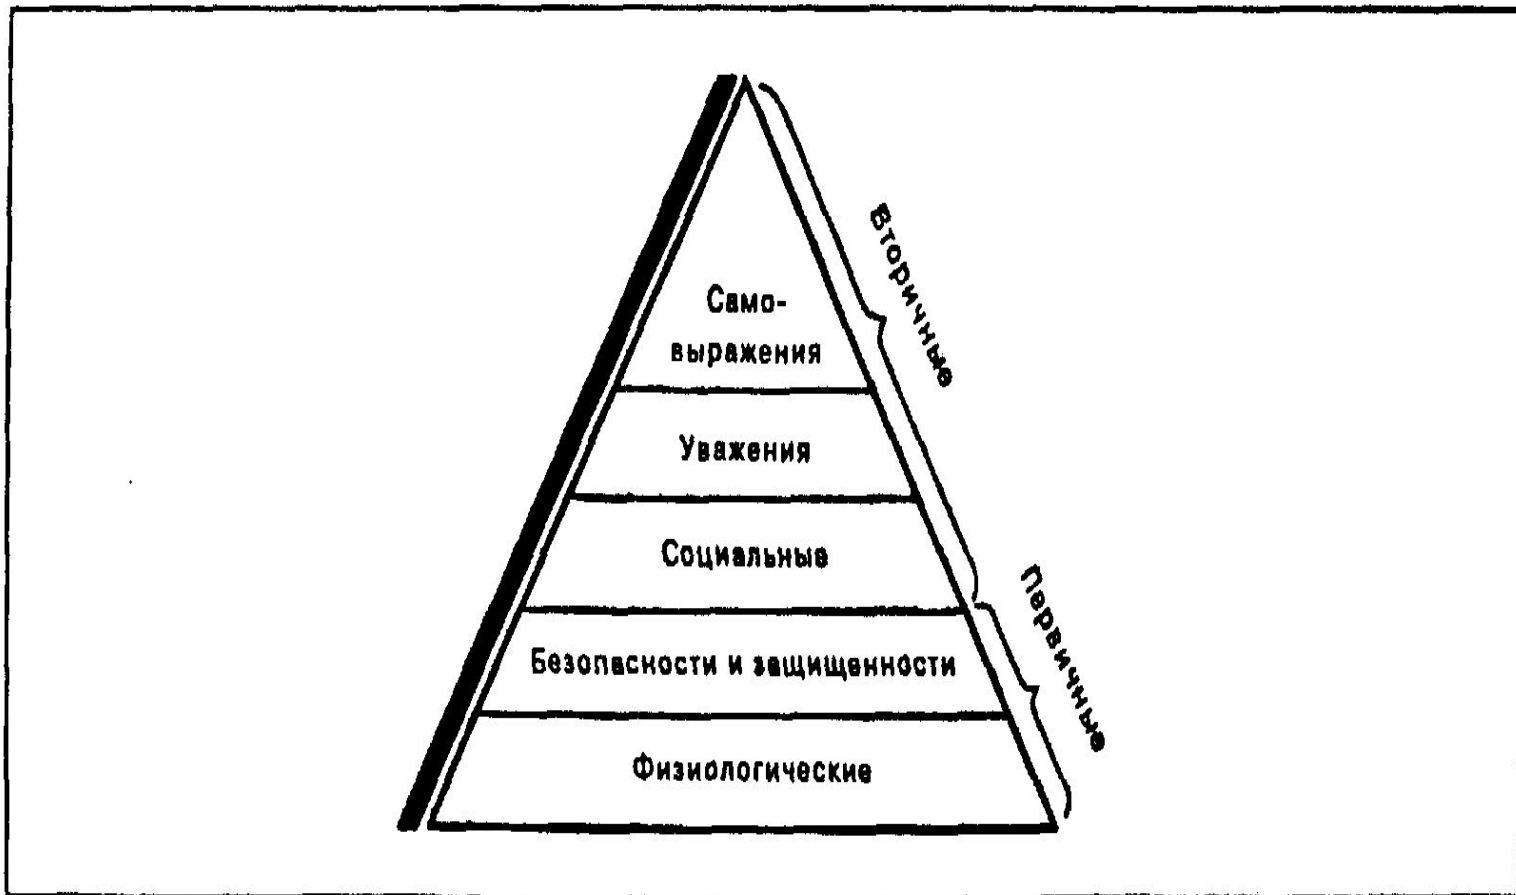 Само-
выражения
Уважения
Социальные
Безопасности и защищенности
Физиологические
Вторичные
Первичные